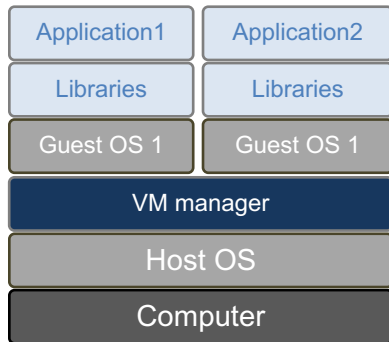 Application1 Application2
Libraries Libraries
Guest OS 1 Guest OS 1
VM manager
Host OS
Computer